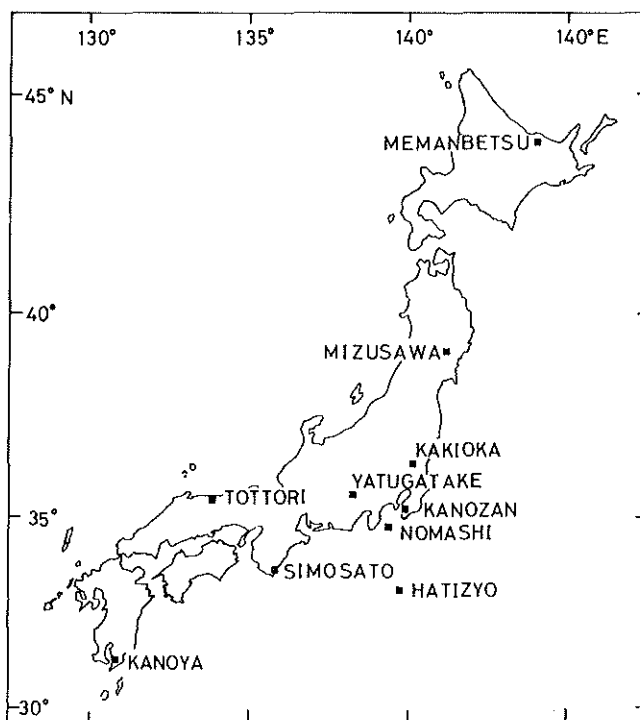 130° 135° 140° 140°E
45° N
MEMANBETSU
40°
MIZUSAWA
KAKIOKA
YATUGATAKE
TOTTORI
KANOZAN
35°
NOMASHI
SIMOSATO
HATIZYO
KANOYA
30°